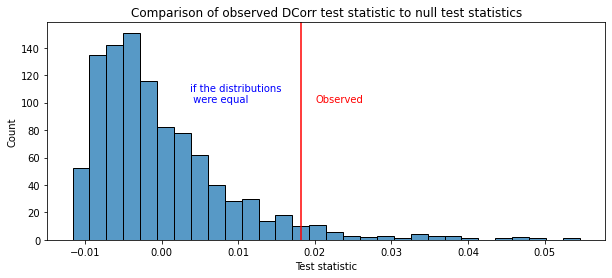 Comparison of observed DCorr test statistic to null test statistics
140
120
100
80
60
40
20
0
Count
if the distributions
were equal
Observed
−0.01
0.00
0.01
0.02
0.03
0.04
0.05
Test statistic